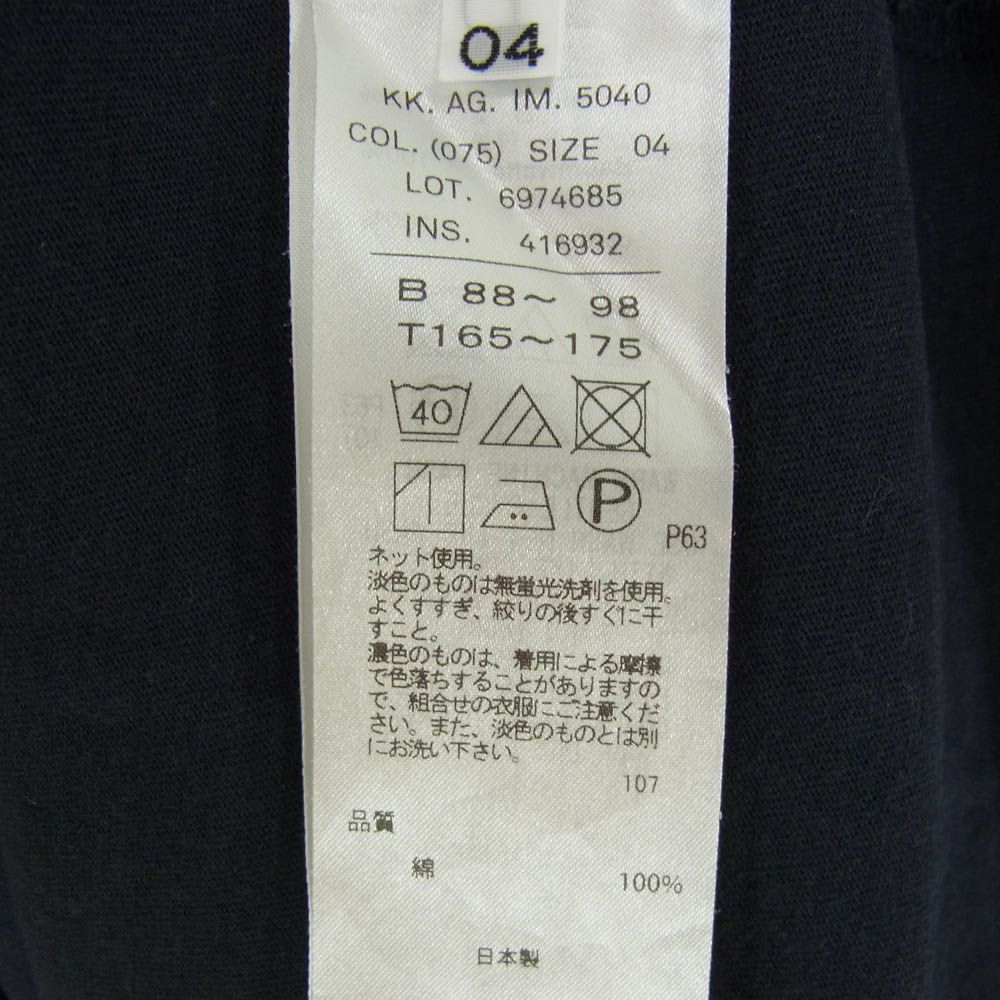 04
KK. AG. IM. 5040
COL. (075) SIZE 04
LOT. 6974685
INS. 416932
B 88～ 98
T165～175
40
P
P63
ネット使用。
淡色のものは無蛍光洗剤を使用。
よくすすぎ、絞りの後すぐに干
すこと。
濃色のものは、着用による摩擦
で色落ちすることがありますの
で、組合せの衣服にご注意くだ
さい。また、淡色のものとは別
にお洗い下さい。
107
品質
綿 100%
日本製